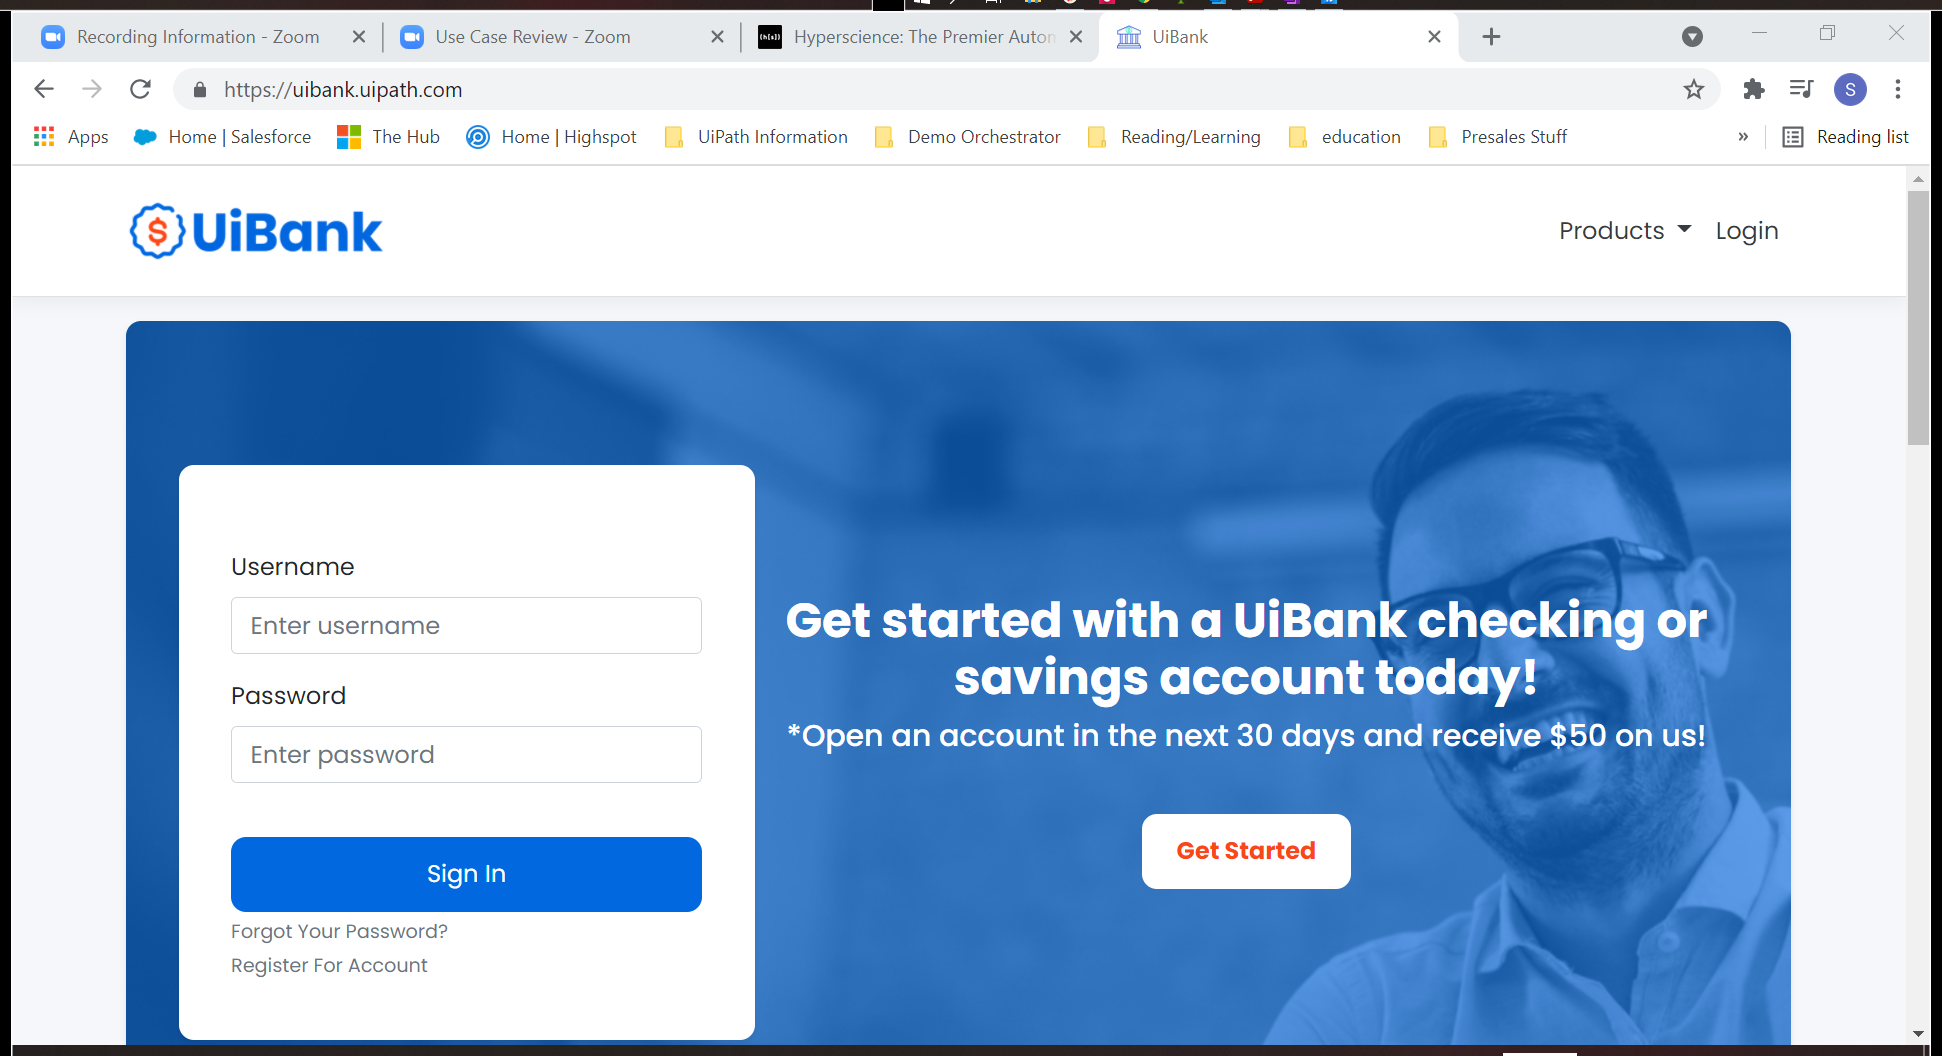 Recording Information - Zoom
Use Case Review - Zoom
Hyperscience: The Premier Auton
UiBank
S
https://uibank.uipath.com
Apps
Home | Salesforce
The Hub
Home | Highspot
UiPath Information
Demo Orchestrator
Reading/Learning
education
Presales Stuff
»
Reading list
$ UiBank
Products
Login
Username
Enter username
Password
Enter password
Sign In
Forgot Your Password?
Register For Account
Get started with a UiBank checking or
savings account today!
*Open an account in the next 30 days and receive $50 on us!
Get Started